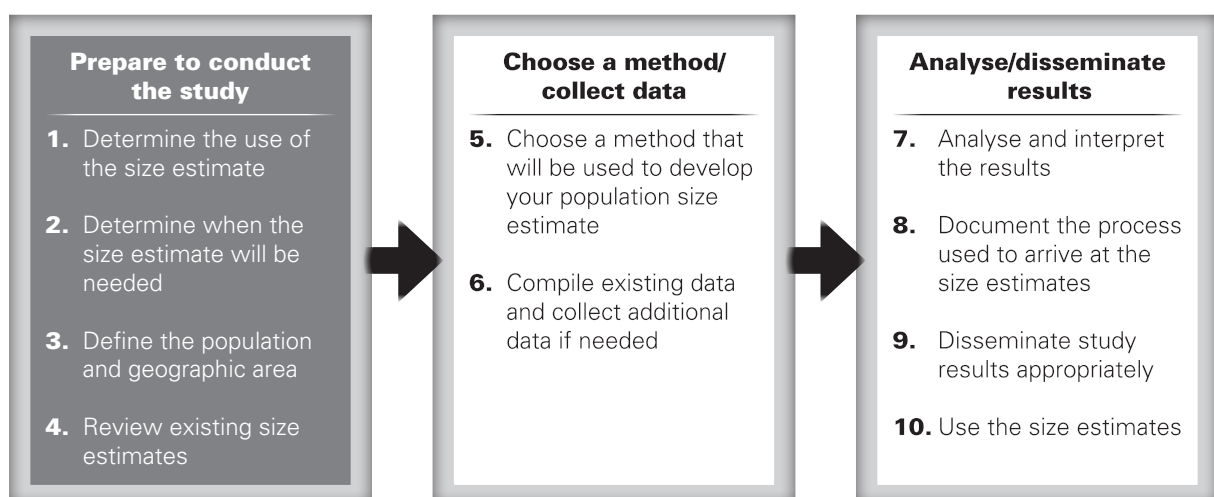 Prepare to conduct
the study
1. Determine the use of
the size estimate
2. Determine when the
size estimate will be
needed
3. Define the population
and geographic area
4. Review existing size
estimates
Choose a method/
collect data
5. Choose a method that
will be used to develop
your population size
estimate
6. Compile existing data
and collect additional
data if needed
Analyse/disseminate
results
7. Analyse and interpret
the results
8. Document the process
used to arrive at the
size estimates
9. Disseminate study
results appropriately
10. Use the size estimates